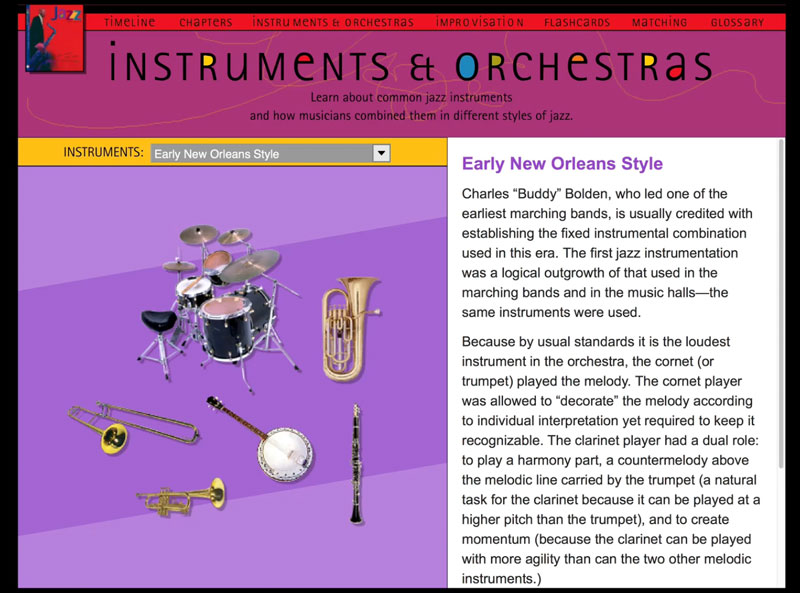 Jazz
TIMELINE CHAPTERS INSTRUMENTS & ORCHESTRAS IMPROVISATION FLASHCARDS MATCHING GLOSSARY
INSTRUMENTS & ORCHESTRAS
Learn about common jazz instruments
and how musicians combined them in different styles of jazz.
INSTRUMENTS: Early New Orleans Style
Early New Orleans Style
Charles “Buddy” Bolden, who led one of the
earliest marching bands, is usually credited with
establishing the fixed instrumental combination
used in this era. The first jazz instrumentation
was a logical outgrowth of that used in the
marching bands and in the music halls—the
same instruments were used.
Because by usual standards it is the loudest
instrument in the orchestra, the cornet (or
trumpet) played the melody. The cornet player
was allowed to “decorate” the melody according
to individual interpretation yet required to keep it
recognizable. The clarinet player had a dual role:
to play a harmony part, a countermelody above
the melodic line carried by the trumpet (a natural
task for the clarinet because it can be played at a
higher pitch than the trumpet), and to create
momentum (because the clarinet can be played
with more agility than can the two other melodic
instruments.)